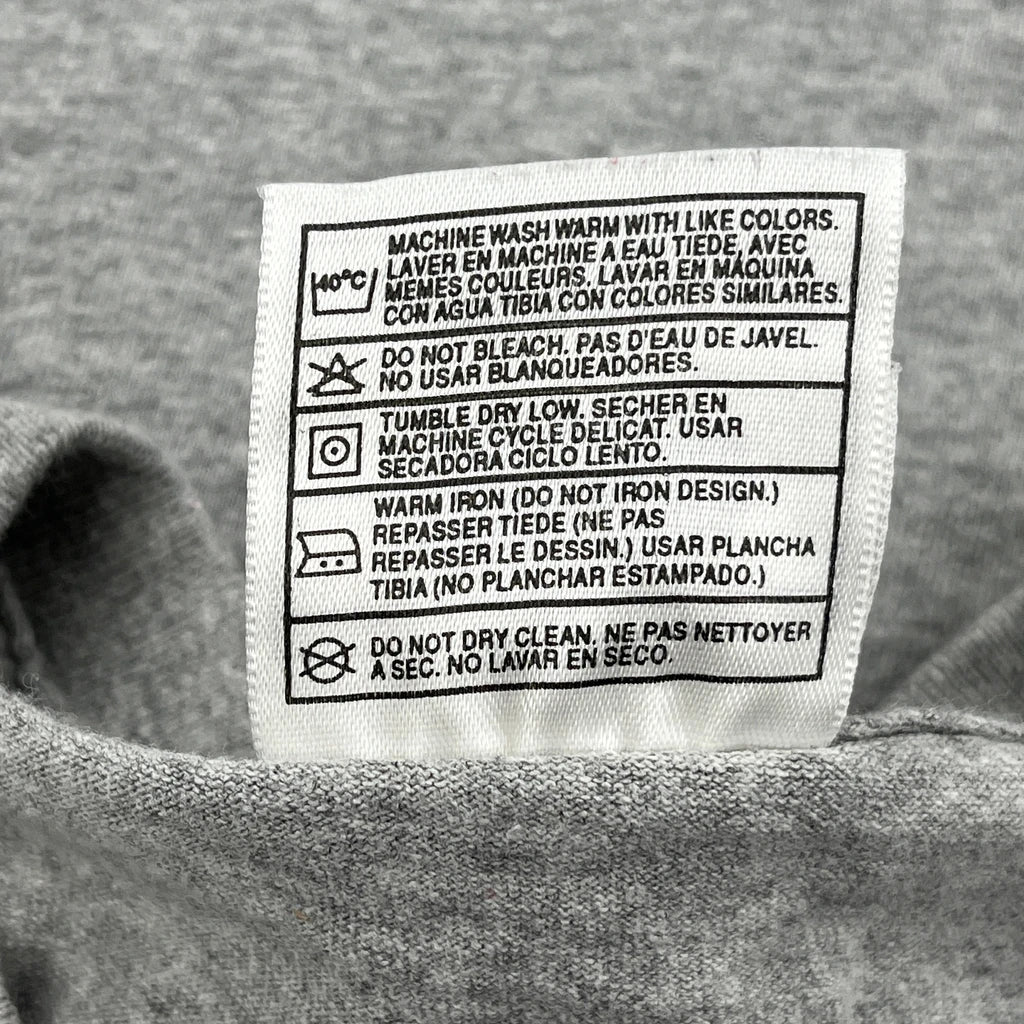 MACHINE WASH WARM WITH LIKE COLORS.
LAVER EN MACHINE A EAU TIEDE, AVEC
MEMES COULEURS. LAVAR EN MÁQUINA
CON AGUA TIBIA CON COLORES SIMILARES.
40°C
DO NOT BLEACH. PAS D'EAU DE JAVEL.
NO USAR BLANQUEADORES.
TUMBLE DRY LOW. SECHER EN
MACHINE CYCLE DELICAT. USAR
SECADORA CICLO LENTO.
WARM IRON (DO NOT IRON DESIGN.)
REPASSER TIEDE (NE PAS
REPASSER LE DESSIN.) USAR PLANCHA
TIBIA (NO PLANCHAR ESTAMPADO.)
DO NOT DRY CLEAN. NE PAS NETTOYER
A SEC. NO LAVAR EN SECO.